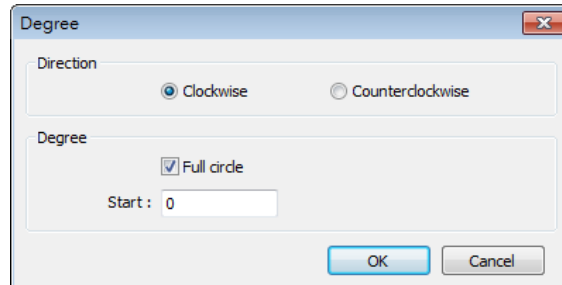 Degree
Direction
Clockwise Counterclockwise
Degree
Full circle
Start : 0
OK Cancel